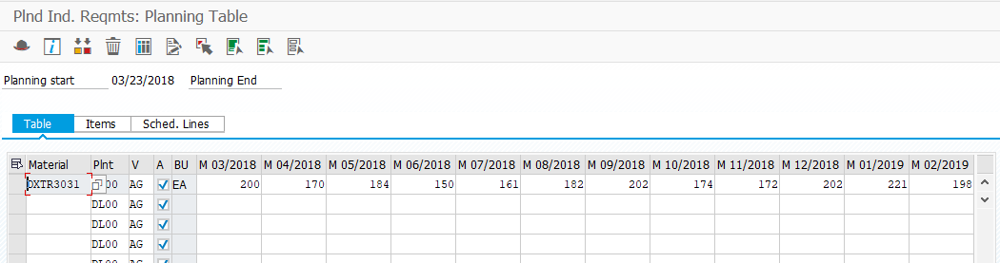 Plnd Ind. Reqmts: Planning Table
Planning start 03/23/2018 Planning End
Table Items Sched. Lines
Material Plnt V A BU M 03/2018 M 04/2018 M 05/2018 M 06/2018 M 07/2018 M 08/2018 M 09/2018 M 10/2018 M 11/2018 M 12/2018 M 01/2019 M 02/2019
DXTR3031 00 AG EA 200 170 184 150 161 182 202 174 172 202 221 198
DL00 AG
DL00 AG
DL00 AG